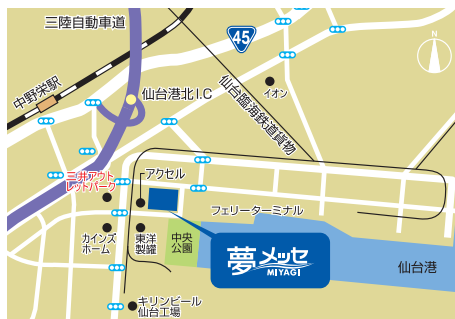 三陸自動車道
45
N
中野栄駅
仙台港北I.C
イオン
仙台臨海鉄道貨物
三井アウト
レットパーク
アクセル
フェリーターミナル
カインズ
ホーム
東洋
製罐
中央
公園
夢メッセ
MIYAGI
仙台港
キリンビール
仙台工場